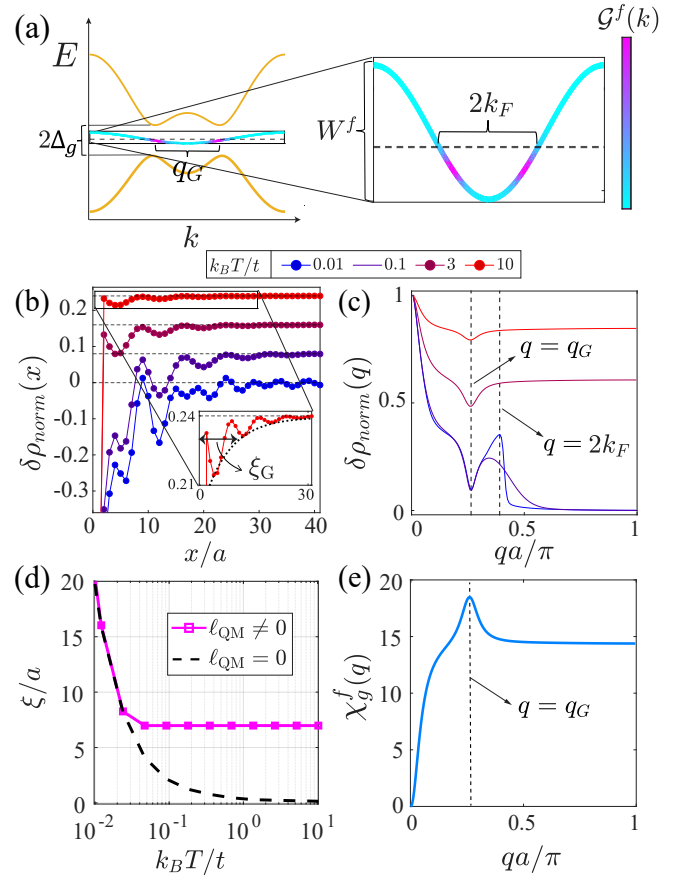 (a)
E
2Δ_g
q_G
k
W^f
2k_F
𝒢^f(k)
k_BT/t
0.01
0.1
3
10
(b)
δρ_norm(x)
0.2
0.1
0
-0.1
-0.2
-0.3
0
10
20
30
40
x/a
0.24
0.21
0
30
ξ_G
(c)
δρ_norm(q)
1
0.5
0
0
0.5
1
qa/π
q = q_G
q = 2k_F
(d)
ξ/a
20
15
10
5
0
10^-2
10^-1
10^0
10^1
k_BT/t
ℓ_QM ≠ 0
ℓ_QM = 0
(e)
χ_g^f(q)
20
15
10
5
0
0
0.5
1
qa/π
q = q_G